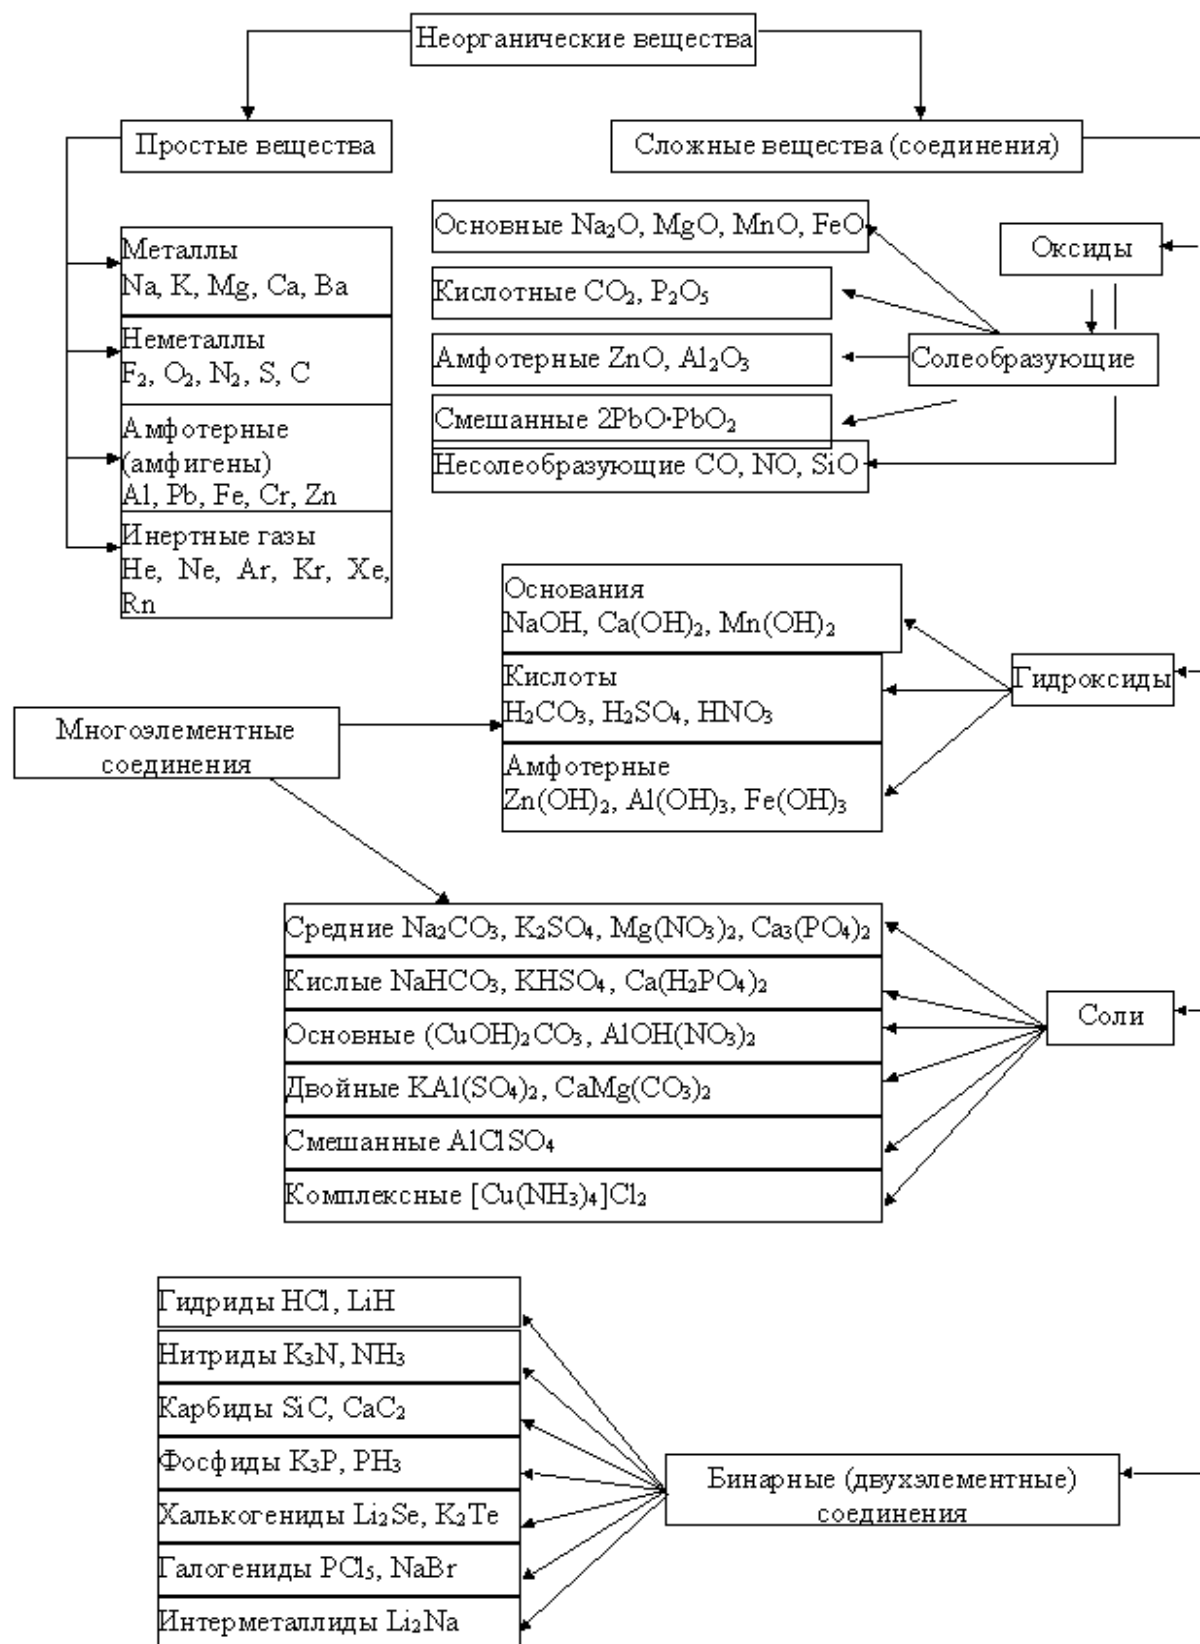 Неорганические вещества
Простые вещества
Сложные вещества (соединения)
Металлы
Na, K, Mg, Ca, Ba
Неметаллы
F₂, O₂, N₂, S, C
Амфотерные
(амфигены)
Al, Pb, Fe, Cr, Zn
Инертные газы
He, Ne, Ar, Kr, Xe,
Rn
Основные Na₂O, MgO, MnO, FeO
Кислотные CO₂, P₂O₅
Амфотерные ZnO, Al₂O₃
Смешанные 2PbO·PbO₂
Несолеобразующие CO, NO, SiO
Оксиды
Солеобразующие
Основания
NaOH, Ca(OH)₂, Mn(OH)₂
Кислоты
H₂CO₃, H₂SO₄, HNO₃
Амфотерные
Zn(OH)₂, Al(OH)₃, Fe(OH)₃
Гидроксиды
Многоэлементные
соединения
Средние Na₂CO₃, K₂SO₄, Mg(NO₃)₂, Ca₃(PO₄)₂
Кислые NaHCO₃, KHSO₄, Ca(H₂PO₄)₂
Основные (CuOH)₂CO₃, AlOH(NO₃)₂
Двойные KAl(SO₄)₂, CaMg(CO₃)₂
Смешанные AlClSO₄
Комплексные [Cu(NH₃)₄]Cl₂
Соли
Гидриды HCl, LiH
Нитриды K₃N, NH₃
Карбиды SiC, CaC₂
Фосфиды K₃P, PH₃
Халькогениды Li₂Se, K₂Te
Галогениды PCl₅, NaBr
Интерметаллиды Li₂Na
Бинарные (двухэлементные)
соединения